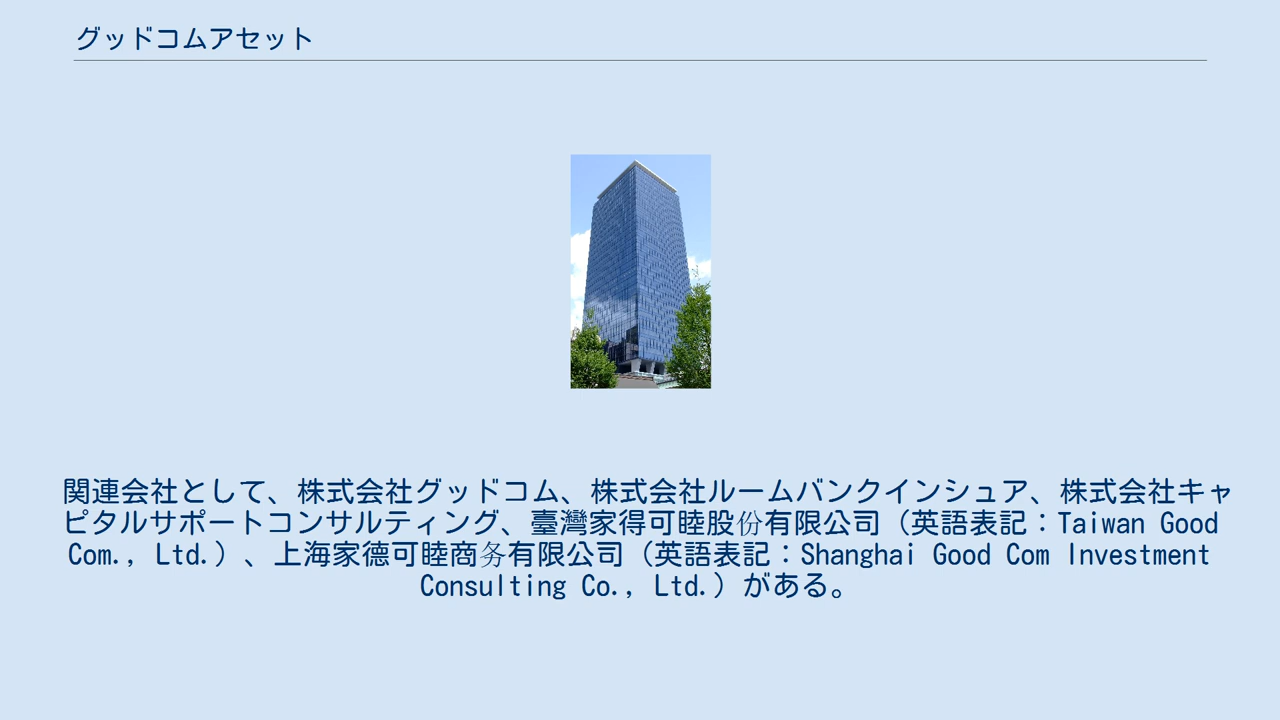 グッドコムアセット
関連会社として、株式会社グッドコム、株式会社ルームバンクインシュア、株式会社キャ
ピタルサポートコンサルティング、臺灣家得可睦股份有限公司（英語表記：Taiwan Good
Com., Ltd.）、上海家德可睦商务有限公司（英語表記：Shanghai Good Com Investment
Consulting Co., Ltd.）がある。